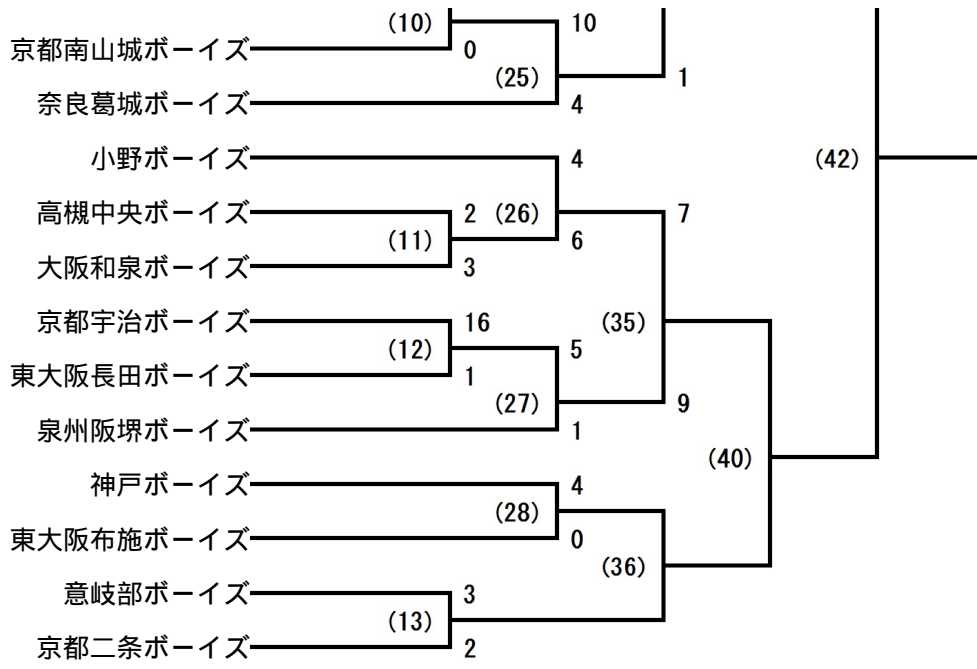 (10) 10
京都南山城ボーイズ 0
(25) 1
奈良葛城ボーイズ 4
小野ボーイズ 4 (42)
高槻中央ボーイズ 2 (26) 7
(11) 6
大阪和泉ボーイズ 3
京都宇治ボーイズ 16 (35)
(12) 5
東大阪長田ボーイズ 1
(27) 9
泉州阪堺ボーイズ 1
(40)
神戸ボーイズ 4
(28)
東大阪布施ボーイズ 0
(36)
意岐部ボーイズ 3
(13)
京都二条ボーイズ 2